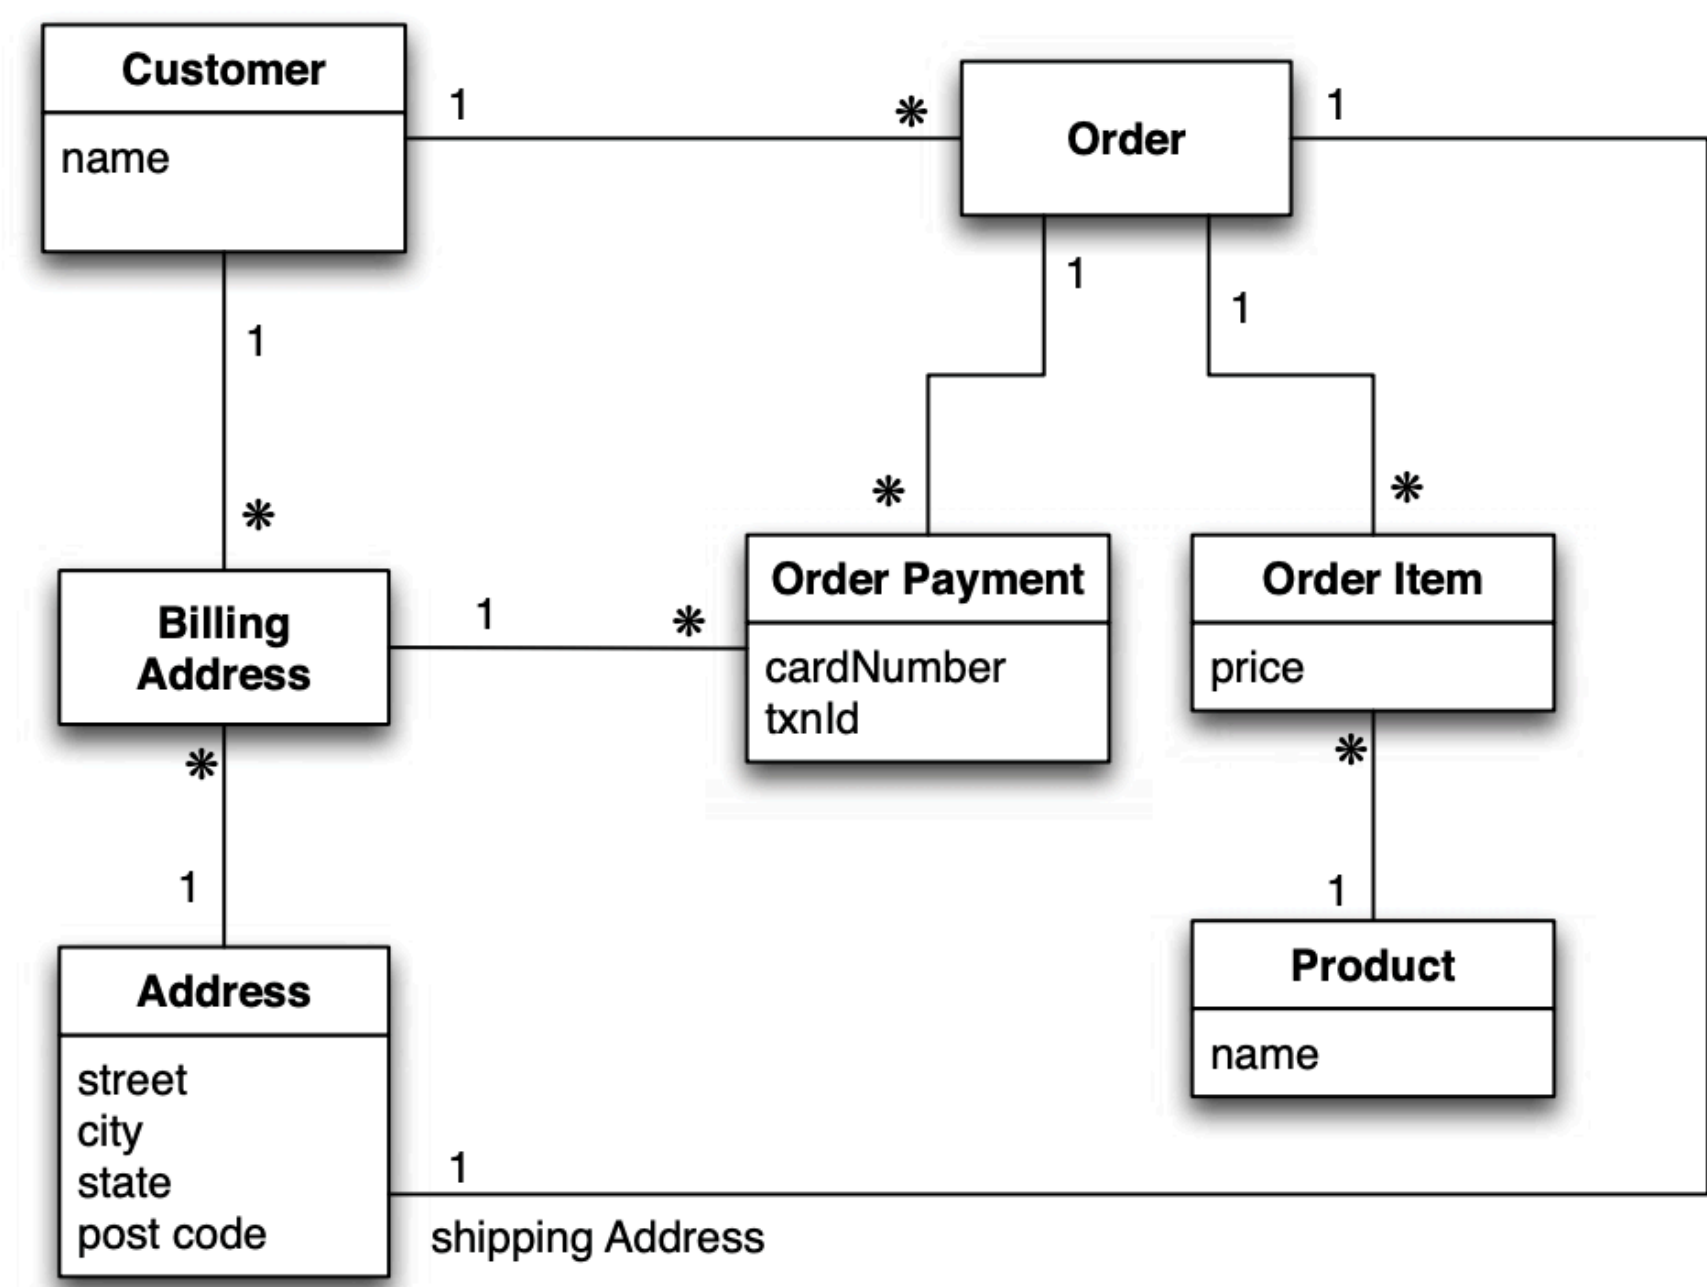 Customer
name
1
*
Order
1
1
*
1
*
1
*
Billing
Address
1
*
Order Payment
cardNumber
txnId
Order Item
price
*
1
*
1
Address
street
city
state
post code
Product
name
1
shipping Address